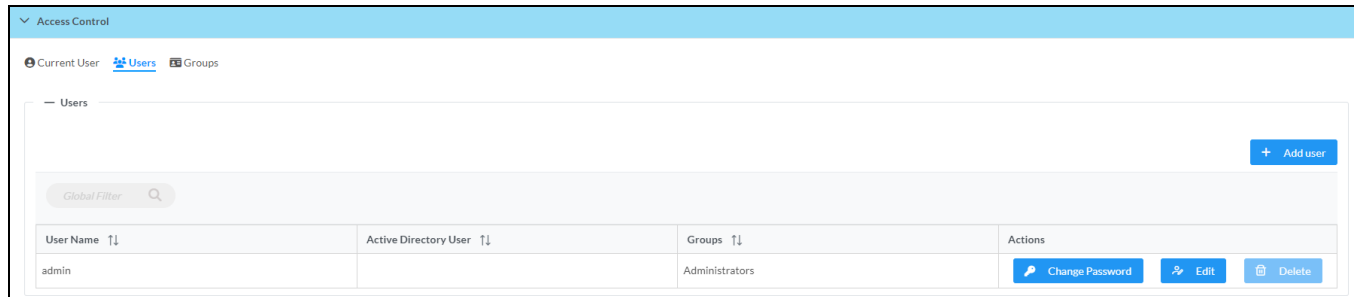 Access Control
Current User Users Groups
Users
+ Add user
Global Filter
User Name Active Directory User Groups Actions
admin Administrators Change Password Edit Delete